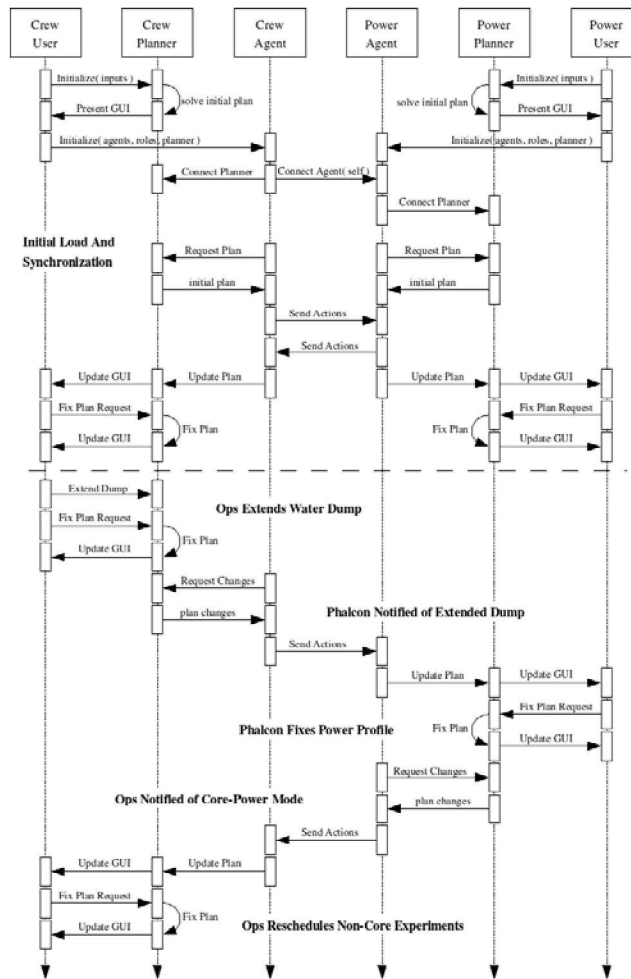 Crew User
Crew Planner
Crew Agent
Power Agent
Power Planner
Power User
Initialize( inputs )
Initialize( inputs )
solve initial plan
solve initial plan
Present GUI
Present GUI
Initialize( agents, roles, planner )
Initialize( agents, roles, planner )
Connect Planner
Connect Agent( self )
Connect Planner
Initial Load And
Synchronization
Request Plan
Request Plan
initial plan
initial plan
Send Actions
Send Actions
Update GUI
Update Plan
Update Plan
Update GUI
Fix Plan Request
Fix Plan Request
Fix Plan
Fix Plan
Update GUI
Update GUI
Extend Dump
Ops Extends Water Dump
Fix Plan Request
Fix Plan
Update GUI
Request Changes
plan changes
Phalcon Notified of Extended Dump
Send Actions
Update Plan
Update GUI
Fix Plan Request
Phalcon Fixes Power Profile
Fix Plan
Update GUI
Request Changes
Ops Notified of Core-Power Mode
plan changes
Send Actions
Update GUI
Update Plan
Fix Plan Request
Fix Plan
Ops Reschedules Non-Core Experiments
Update GUI